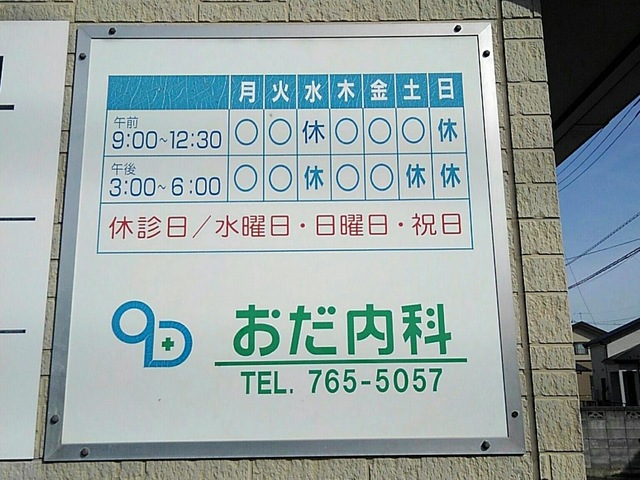 月 火 水 木 金 土 日
午前
9:00~12:30 ○ ○ 休 ○ ○ ○ 休
午後
3:00~6:00 ○ ○ 休 ○ ○ 休 休
休診日/水曜日・日曜日・祝日
おだ内科
TEL. 765-5057